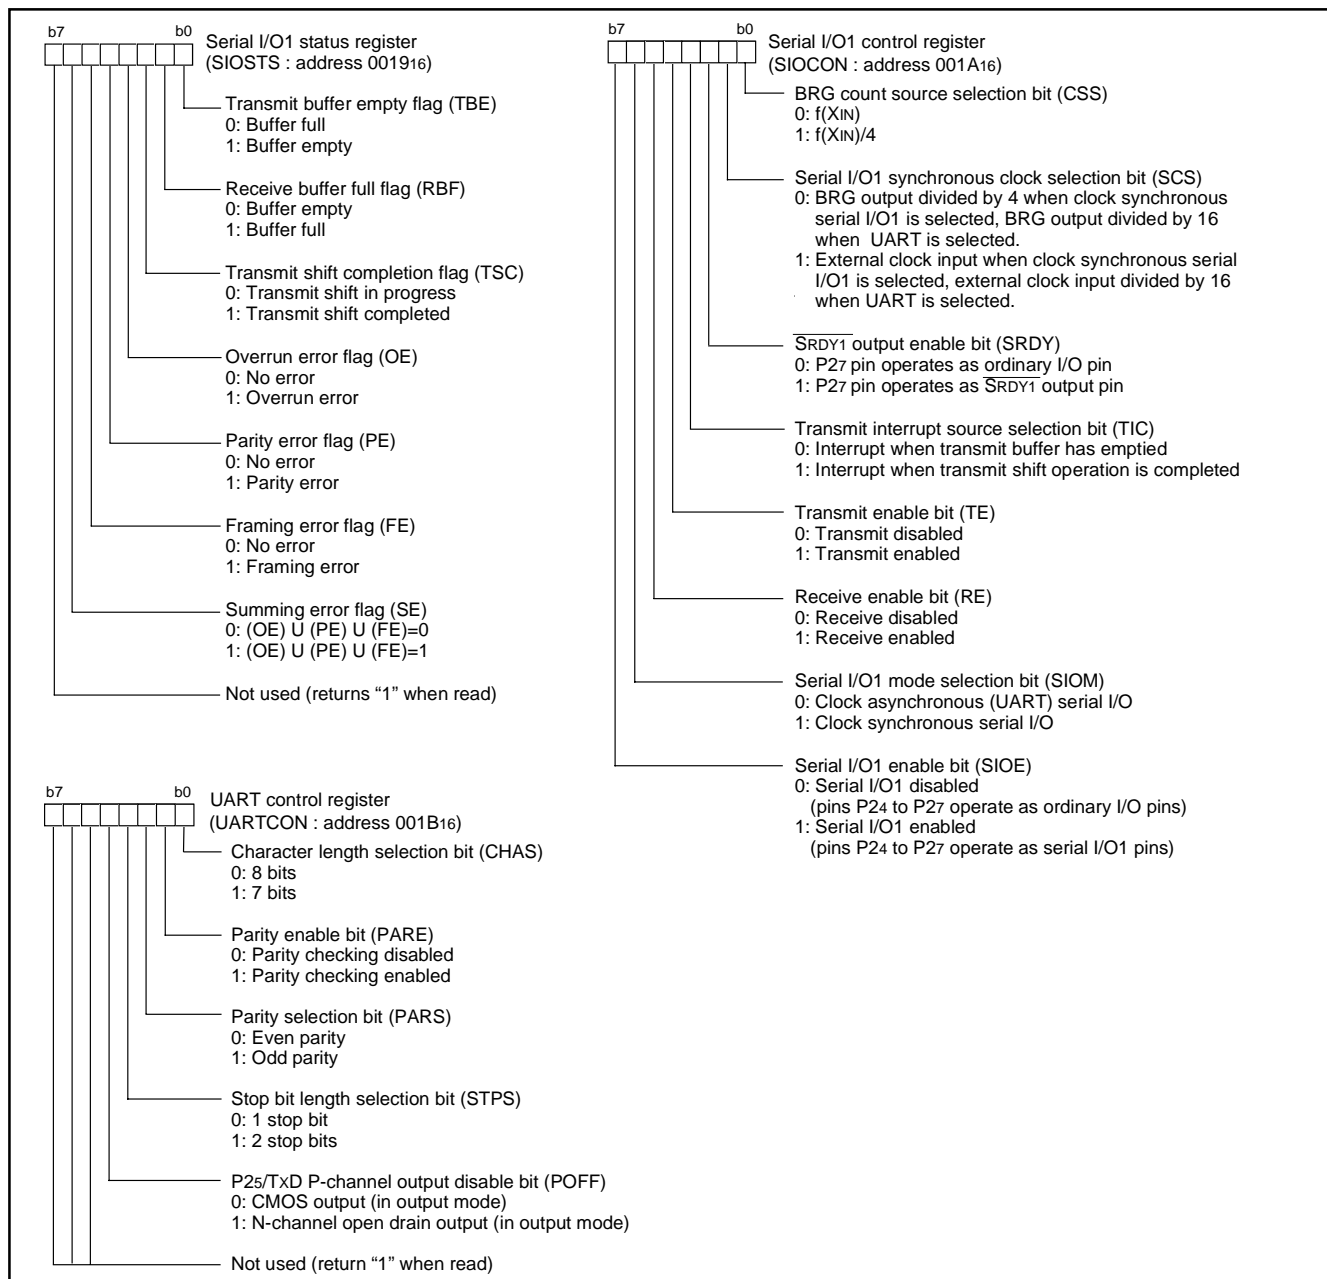 b7 b0
Serial I/O1 status register
(SIOSTS : address 001916)
Transmit buffer empty flag (TBE)
0: Buffer full
1: Buffer empty
Receive buffer full flag (RBF)
0: Buffer empty
1: Buffer full
Transmit shift completion flag (TSC)
0: Transmit shift in progress
1: Transmit shift completed
Overrun error flag (OE)
0: No error
1: Overrun error
Parity error flag (PE)
0: No error
1: Parity error
Framing error flag (FE)
0: No error
1: Framing error
Summing error flag (SE)
0: (OE) U (PE) U (FE)=0
1: (OE) U (PE) U (FE)=1
Not used (returns “1” when read)
b7 b0
UART control register
(UARTCON : address 001B16)
Character length selection bit (CHAS)
0: 8 bits
1: 7 bits
Parity enable bit (PARE)
0: Parity checking disabled
1: Parity checking enabled
Parity selection bit (PARS)
0: Even parity
1: Odd parity
Stop bit length selection bit (STPS)
0: 1 stop bit
1: 2 stop bits
P25/TXD P-channel output disable bit (POFF)
0: CMOS output (in output mode)
1: N-channel open drain output (in output mode)
Not used (return “1” when read)
b7 b0
Serial I/O1 control register
(SIOCON : address 001A16)
BRG count source selection bit (CSS)
0: f(XIN)
1: f(XIN)/4
Serial I/O1 synchronous clock selection bit (SCS)
0: BRG output divided by 4 when clock synchronous
serial I/O1 is selected, BRG output divided by 16
when UART is selected.
1: External clock input when clock synchronous serial
I/O1 is selected, external clock input divided by 16
when UART is selected.
SRDY1 output enable bit (SRDY)
0: P27 pin operates as ordinary I/O pin
1: P27 pin operates as SRDY1 output pin
Transmit interrupt source selection bit (TIC)
0: Interrupt when transmit buffer has emptied
1: Interrupt when transmit shift operation is completed
Transmit enable bit (TE)
0: Transmit disabled
1: Transmit enabled
Receive enable bit (RE)
0: Receive disabled
1: Receive enabled
Serial I/O1 mode selection bit (SIOM)
0: Clock asynchronous (UART) serial I/O
1: Clock synchronous serial I/O
Serial I/O1 enable bit (SIOE)
0: Serial I/O1 disabled
(pins P24 to P27 operate as ordinary I/O pins)
1: Serial I/O1 enabled
(pins P24 to P27 operate as serial I/O1 pins)